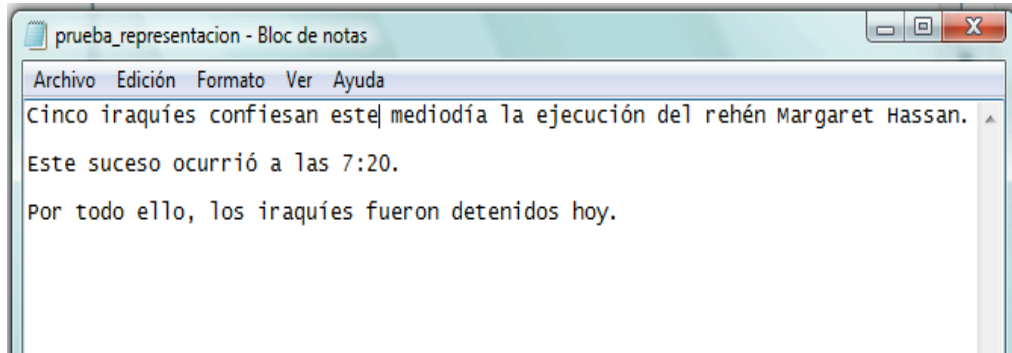 prueba_representacion - Bloc de notas
Archivo Edición Formato Ver Ayuda
Cinco iraquíes confiesan este mediodía la ejecución del rehén Margaret Hassan.
Este suceso ocurrió a las 7:20.
Por todo ello, los iraquíes fueron detenidos hoy.